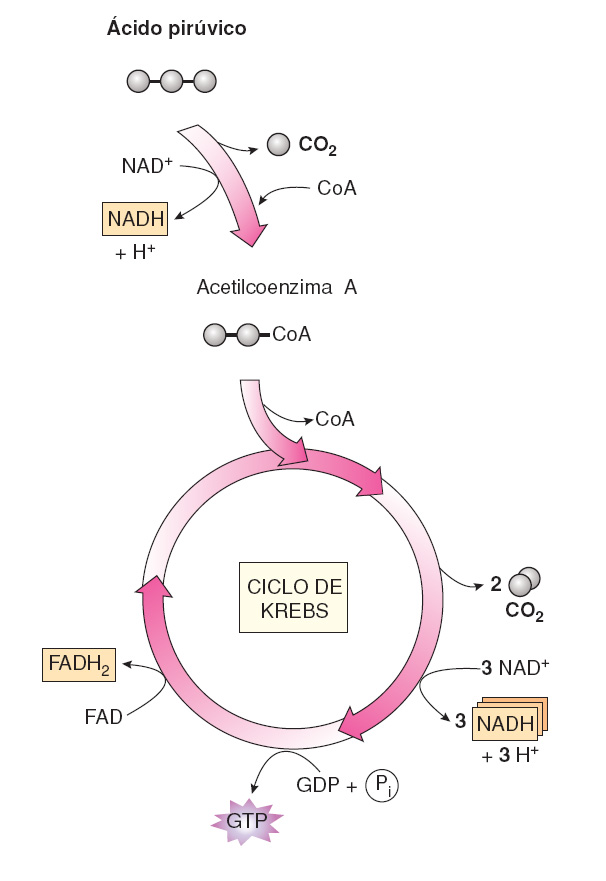 Ácido pirúvico
CO₂
NAD⁺
CoA
NADH
+ H⁺
Acetilcoenzima A
CoA
CoA
CICLO DE
KREBS
2
CO₂
3 NAD⁺
3 NADH
+ 3 H⁺
FADH₂
FAD
GDP + Pᵢ
GTP